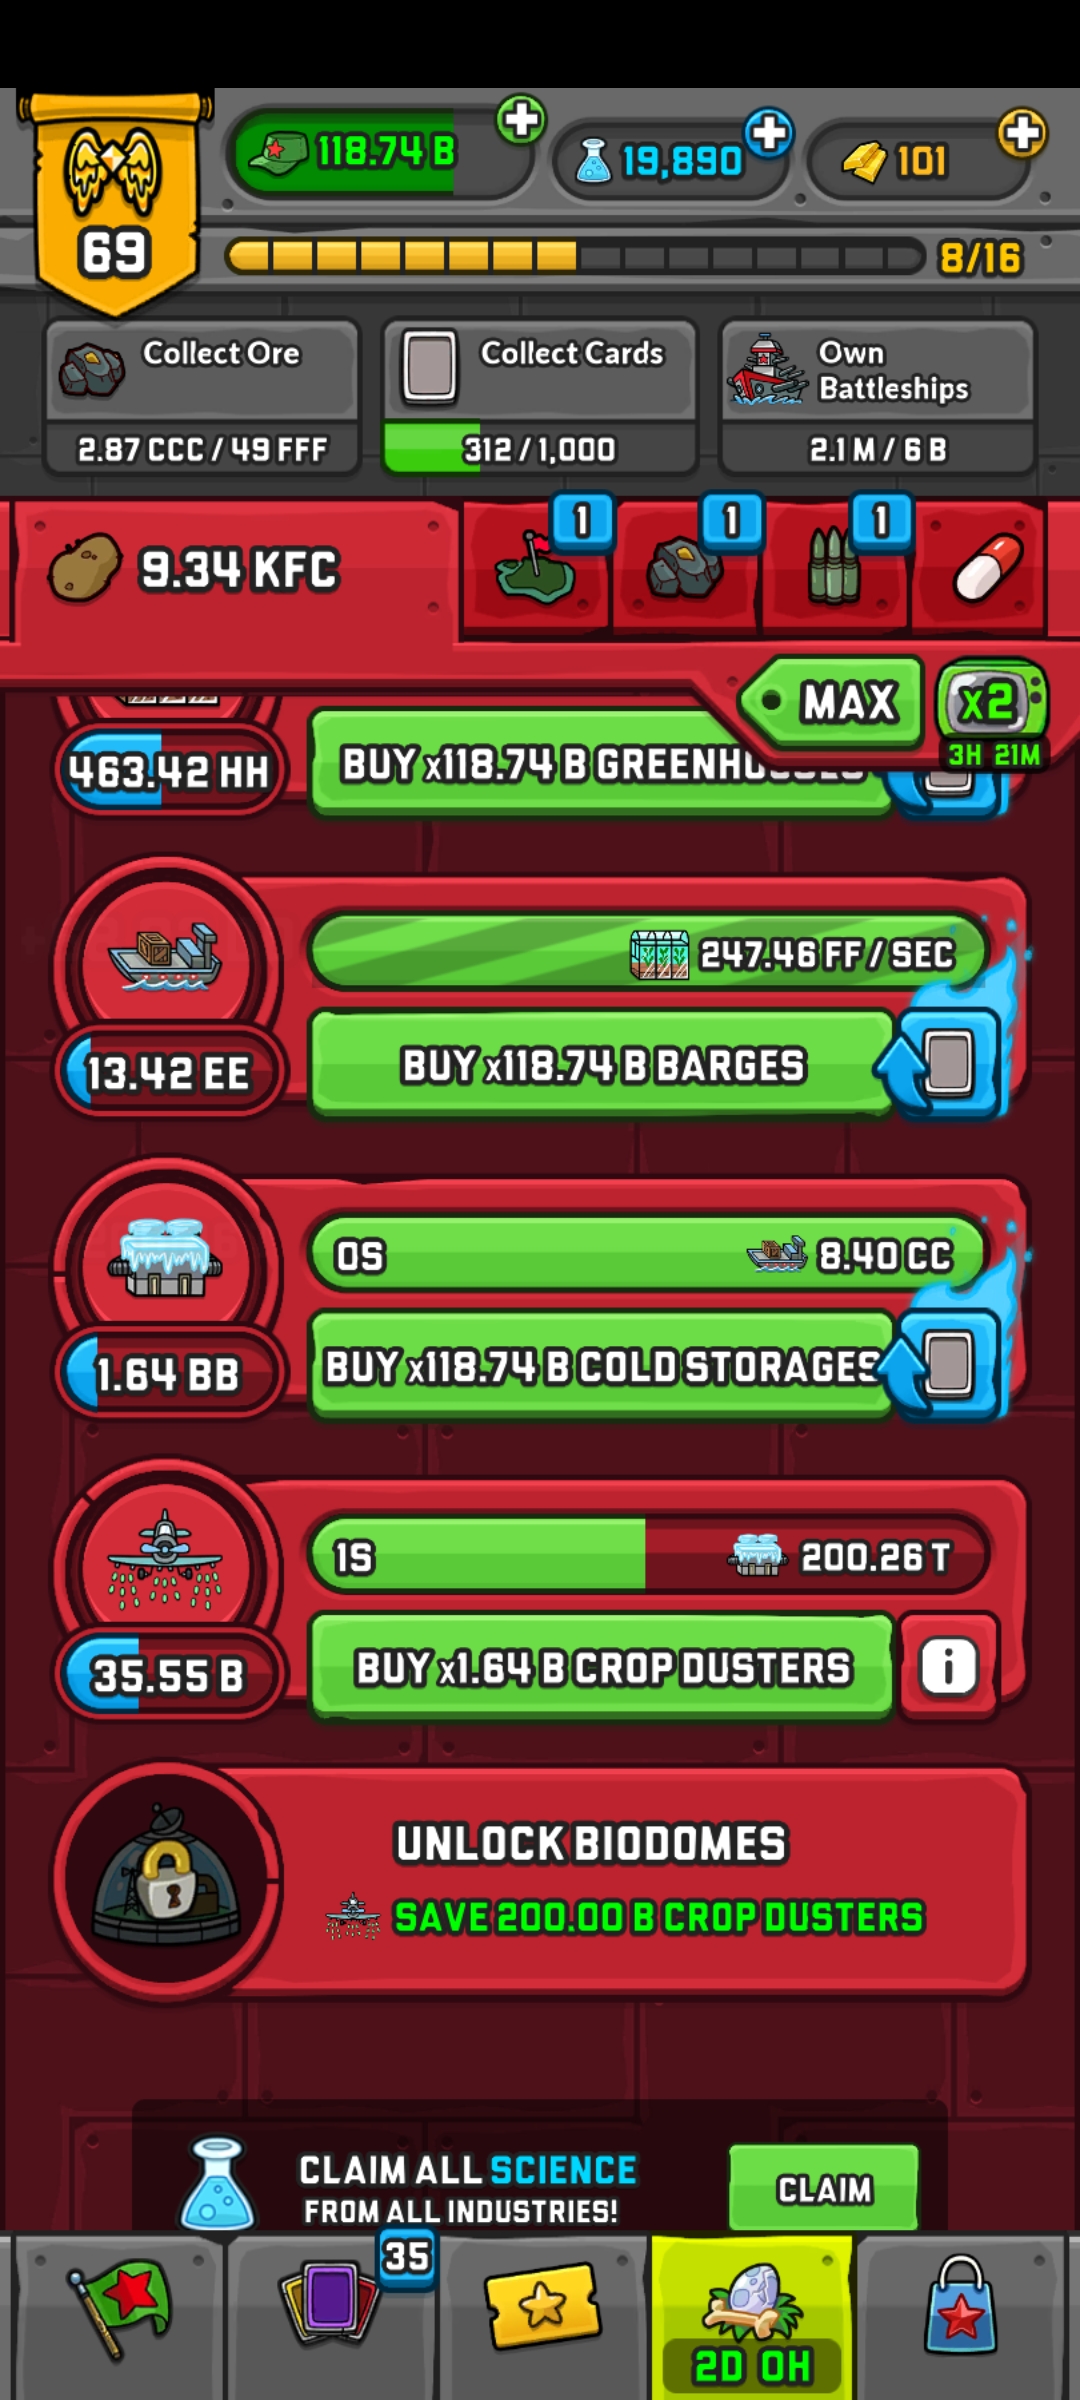 118.74 B
19,890
101
69
8/16
Collect Ore
2.87 CCC / 49 FFF
Collect Cards
312 / 1,000
Own
Battleships
2.1 M / 6 B
9.34 KFC
1
1
1
MAX
x2
3H 21M
463.42 HH
BUY x118.74 B GREENHOUSES
247.46 FF / SEC
13.42 EE
BUY x118.74 B BARGES
0S
8.40 CC
1.64 BB
BUY x118.74 B COLD STORAGES
1S
200.26 T
35.55 B
BUY x1.64 B CROP DUSTERS
i
UNLOCK BIODOMES
SAVE 200.00 B CROP DUSTERS
CLAIM ALL SCIENCE
FROM ALL INDUSTRIES!
CLAIM
35
2D 0H